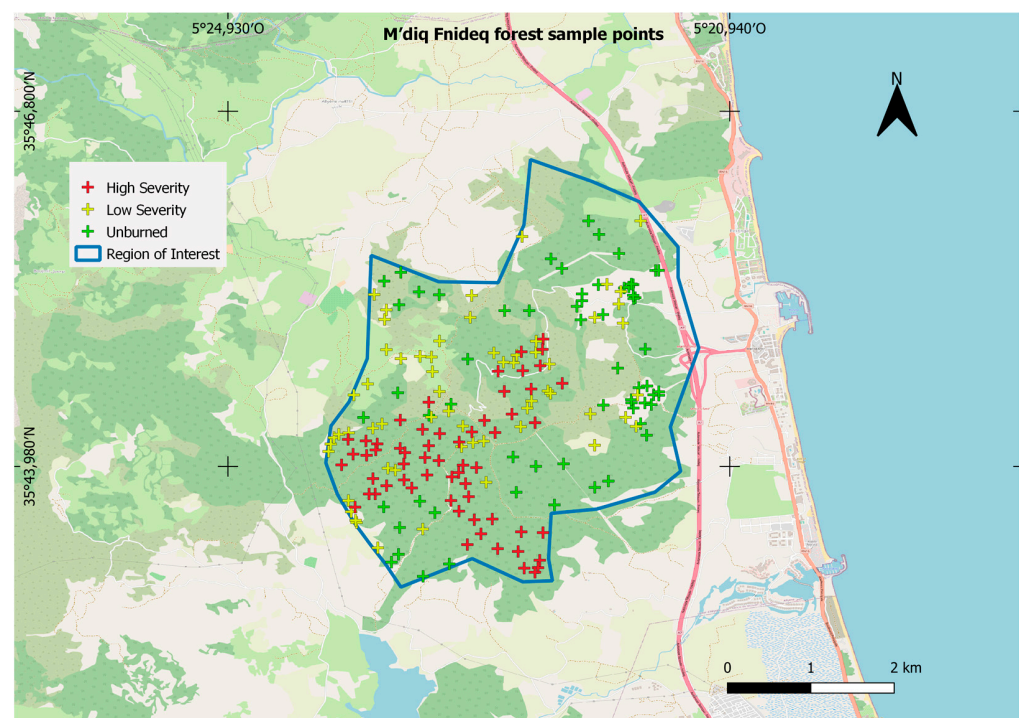 M’diq Fnideq forest sample points
5°24,930’O
5°20,940’O
35°46,800’N
35°43,980’N
N
High Severity
Low Severity
Unburned
Region of Interest
0 1 2 km